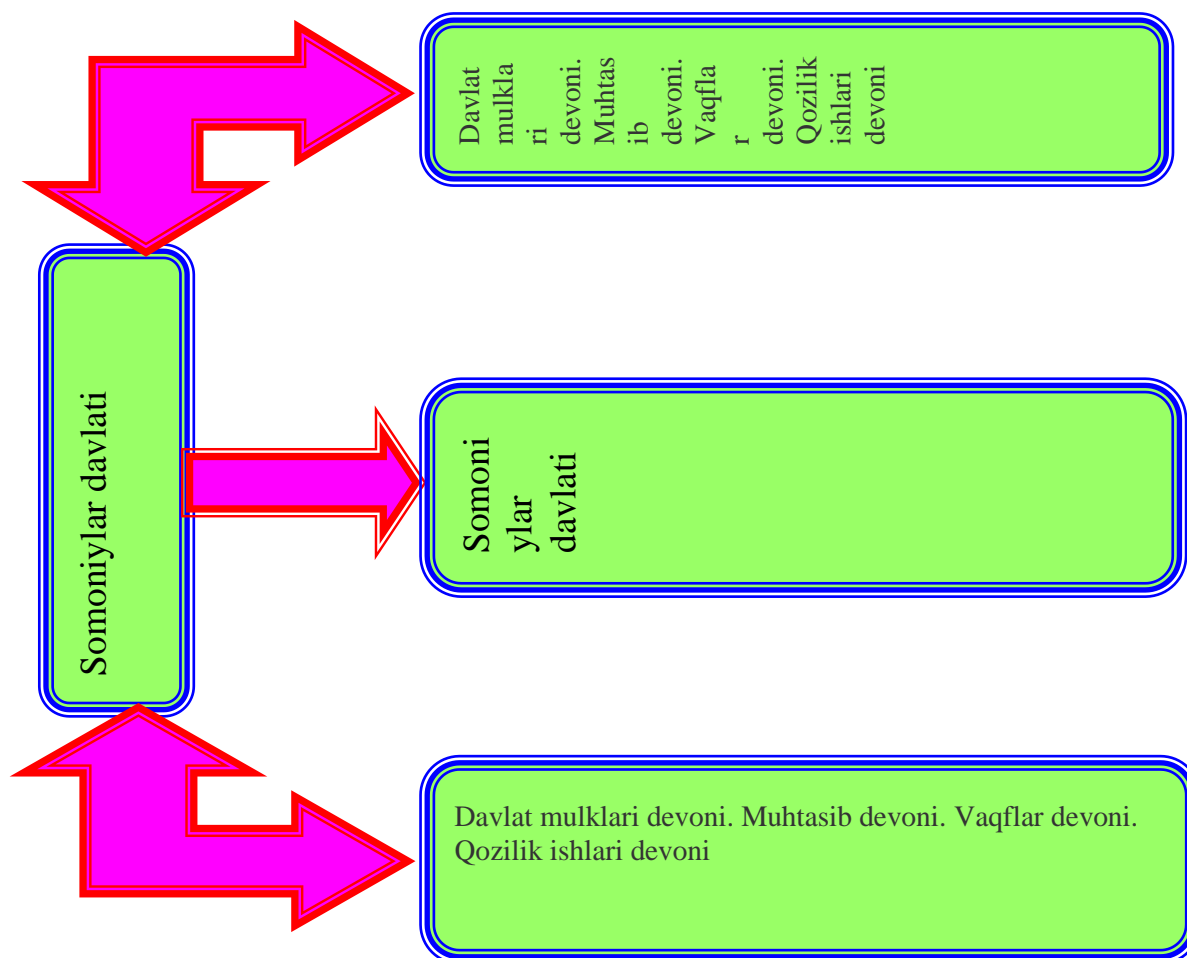 Davlat
mulkla
ri
devoni.
Muhtas
ib
devoni.
Vaqfla
r
devoni.
Qozilik
ishlari
devoni
Somoniylar davlati
Somoni
ylar
davlati
Davlat mulklari devoni. Muhtasib devoni. Vaqflar devoni.
Qozilik ishlari devoni